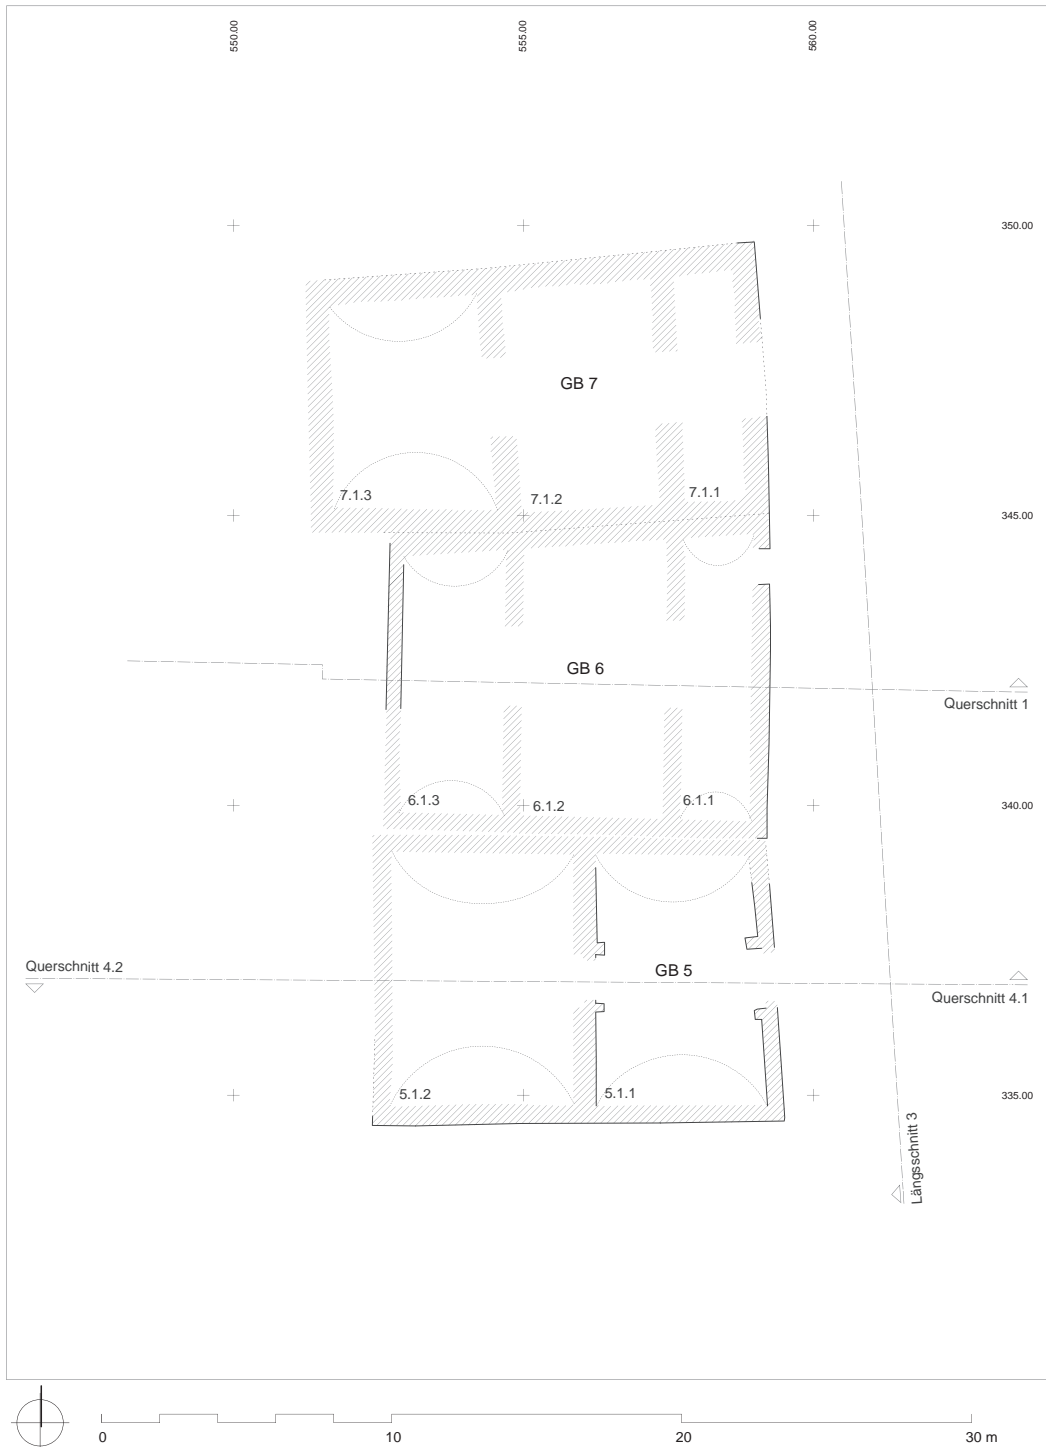 550.00
555.00
560.00
350.00
GB 7
7.1.3
7.1.2
7.1.1
345.00
GB 6
Querschnitt 1
6.1.3
6.1.2
6.1.1
340.00
Querschnitt 4.2
GB 5
Querschnitt 4.1
5.1.2
5.1.1
335.00
Längsschnitt 3
0
10
20
30 m